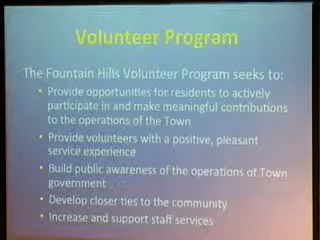 Volunteer Program
The Fountain Hills Volunteer Program seeks to:
• Provide opportunities for residents to actively
participate in and make meaningful contributions
to the operations of the Town
• Provide volunteers with a positive, pleasant
service experience
• Build public awareness of the operations of Town
government
• Develop closer ties to the community
• Increase and support staff services